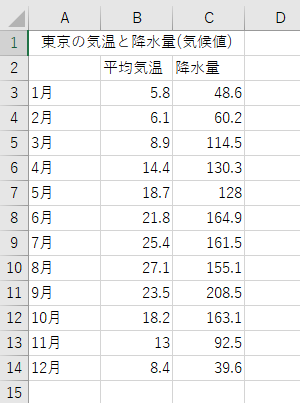 A B C D
1 東京の気温と降水量(気候値)
2 平均気温 降水量
3 1月 5.8 48.6
4 2月 6.1 60.2
5 3月 8.9 114.5
6 4月 14.4 130.3
7 5月 18.7 128
8 6月 21.8 164.9
9 7月 25.4 161.5
10 8月 27.1 155.1
11 9月 23.5 208.5
12 10月 18.2 163.1
13 11月 13 92.5
14 12月 8.4 39.6
15